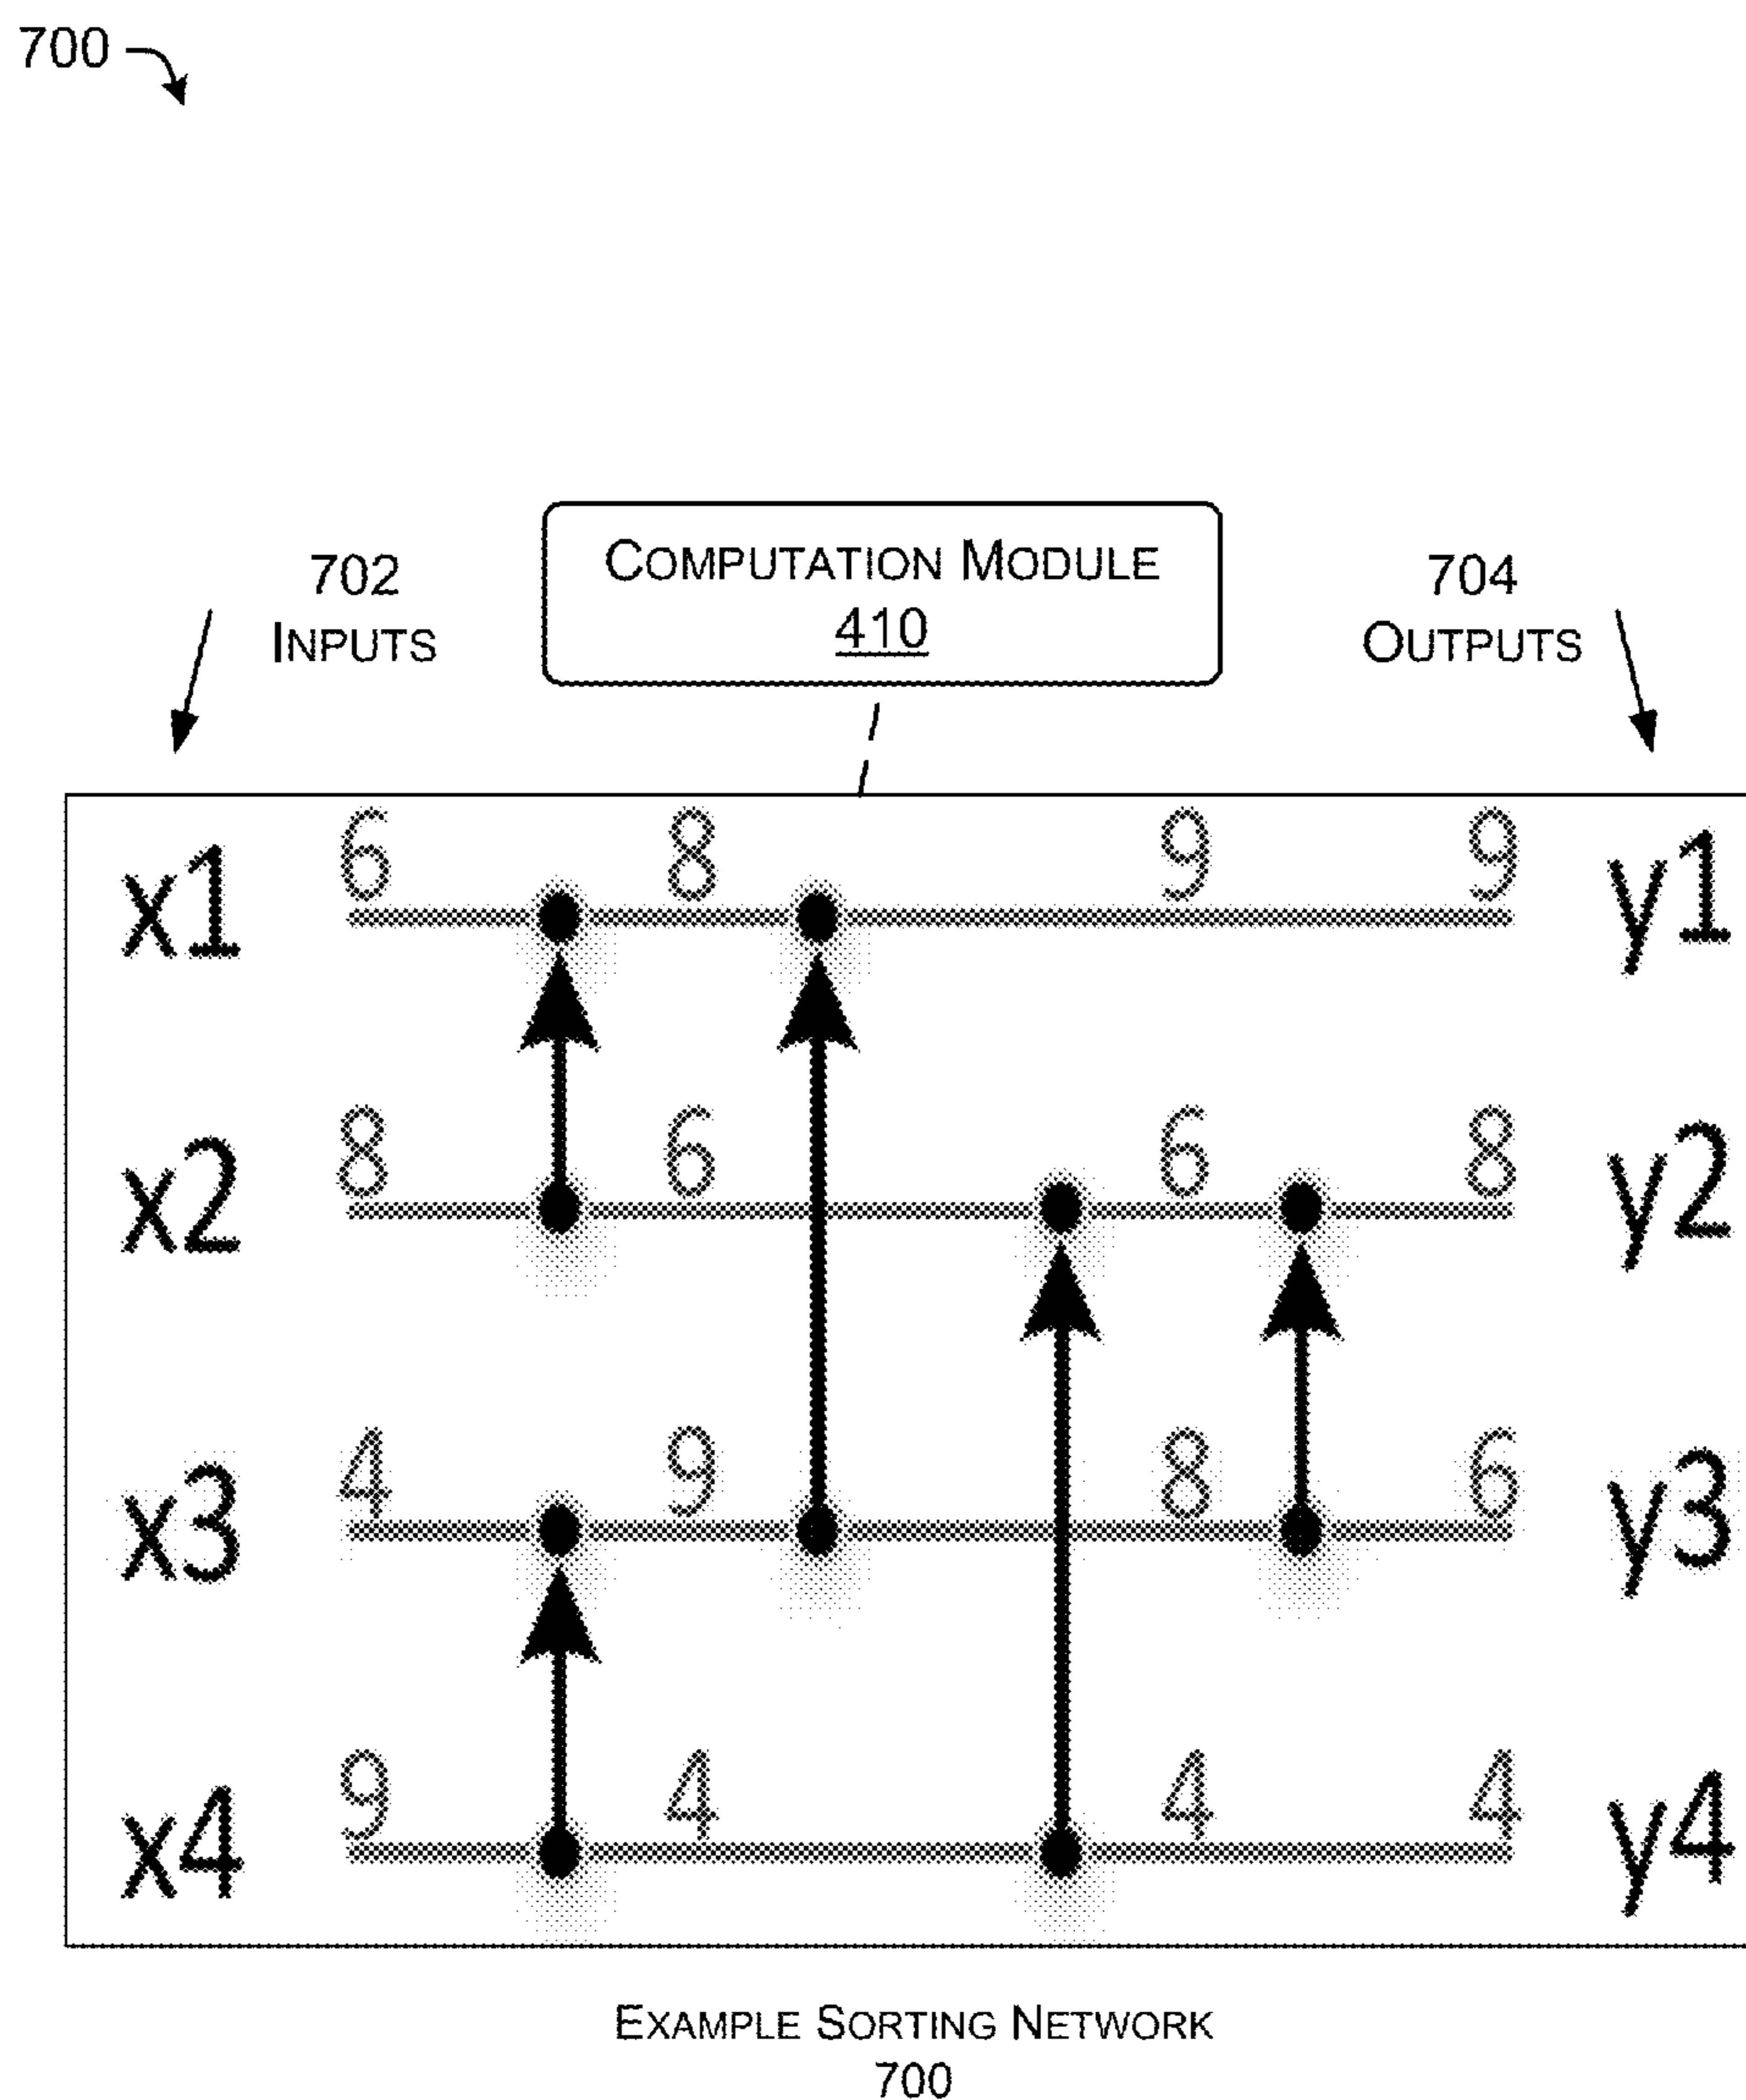 700
702
INPUTS
COMPUTATION MODULE
410
704
OUTPUTS
x1 6 8 9 9 y1
x2 8 6 6 8 y2
x3 4 9 8 6 y3
x4 9 4 4 4 y4
EXAMPLE SORTING NETWORK
700